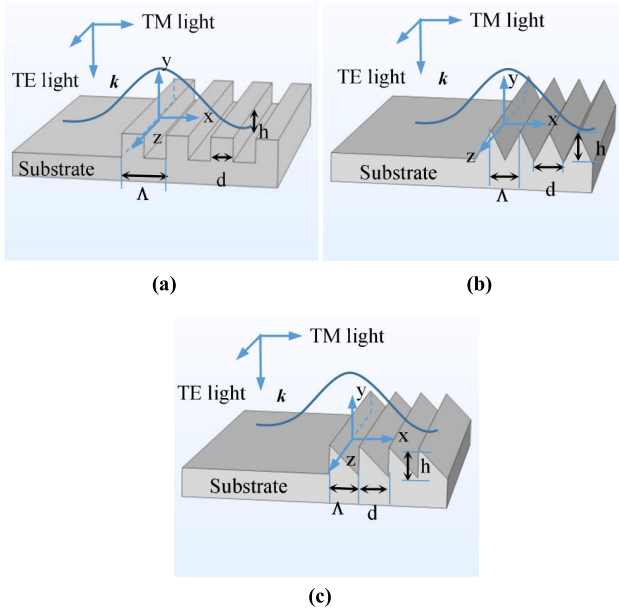 TM light
TE light
k
y
x
z
h
Substrate
d
Λ
(a)
TM light
TE light
k
y
x
z
h
Substrate
Λ
d
(b)
TM light
TE light
k
y
x
z
h
Substrate
Λ
d
(c)